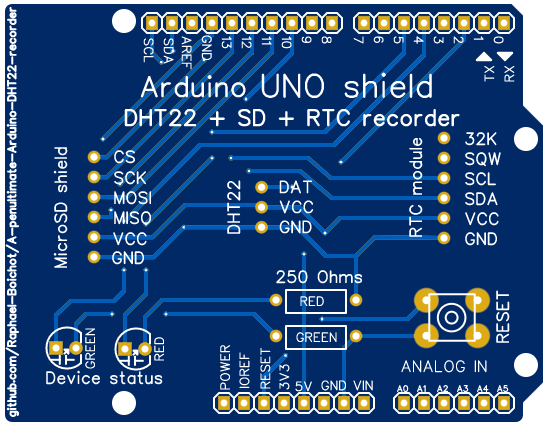 github.com/Raphael-Boichot/A-penultimate-Arduino-DHT22-recorder
SCL
SDA
AREF
GND
13
12
11
10
9
8
7
6
5
4
3
2
1
0
TX
RX
Arduino UNO shield
DHT22 + SD + RTC recorder
MicroSD shield
CS
SCK
MOSI
MISO
VCC
GND
DHT22
DAT
VCC
GND
RTC module
32K
SQW
SCL
SDA
VCC
GND
250 Ohms
RED
GREEN
RESET
GREEN
RED
Device status
ANALOG IN
POWER
IOREF
RESET
3V3
5V
GND
VIN
A0
A1
A2
A3
A4
A5